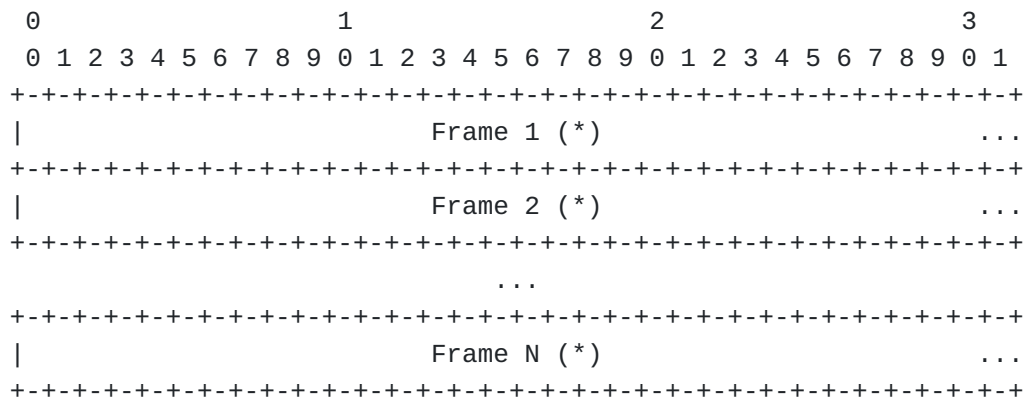 0                   1                   2                   3
 0 1 2 3 4 5 6 7 8 9 0 1 2 3 4 5 6 7 8 9 0 1 2 3 4 5 6 7 8 9 0 1
+-+-+-+-+-+-+-+-+-+-+-+-+-+-+-+-+-+-+-+-+-+-+-+-+-+-+-+-+-+-+-+-+
|                          Frame 1 (*)                        ...
+-+-+-+-+-+-+-+-+-+-+-+-+-+-+-+-+-+-+-+-+-+-+-+-+-+-+-+-+-+-+-+-+
|                          Frame 2 (*)                        ...
+-+-+-+-+-+-+-+-+-+-+-+-+-+-+-+-+-+-+-+-+-+-+-+-+-+-+-+-+-+-+-+-+
                               ...
+-+-+-+-+-+-+-+-+-+-+-+-+-+-+-+-+-+-+-+-+-+-+-+-+-+-+-+-+-+-+-+-+
|                          Frame N (*)                        ...
+-+-+-+-+-+-+-+-+-+-+-+-+-+-+-+-+-+-+-+-+-+-+-+-+-+-+-+-+-+-+-+-+